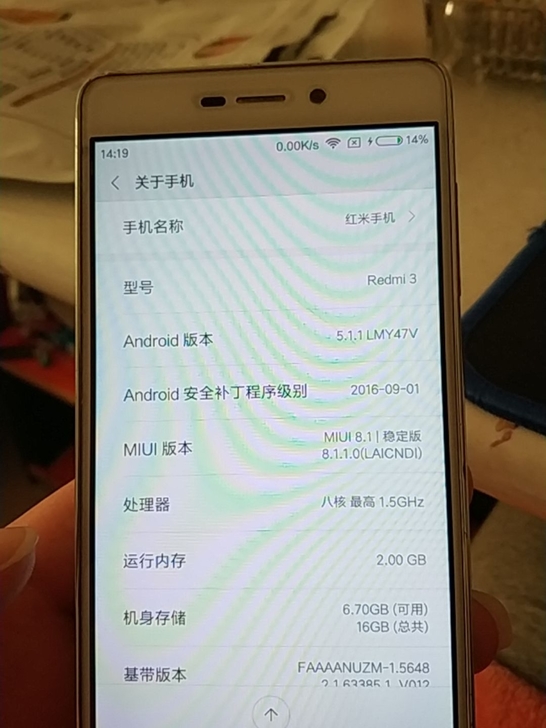 14:19 0.00K/s 14%
关于手机
手机名称 红米手机
型号 Redmi 3
Android 版本 5.1.1 LMY47V
Android 安全补丁程序级别 2016-09-01
MIUI 版本 MIUI 8.1 | 稳定版
8.1.1.0(LAICNDI)
处理器 八核 最高 1.5GHz
运行内存 2.00 GB
机身存储 6.70GB (可用)
16GB (总共)
基带版本 FAAAANUZM-1.5648
2.1.63385.1_V012